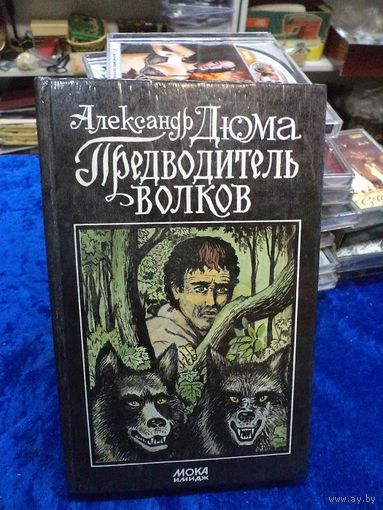 Александр Дюма
Предводитель
волков
МОКА
ИМИДЖ
www.ay.by